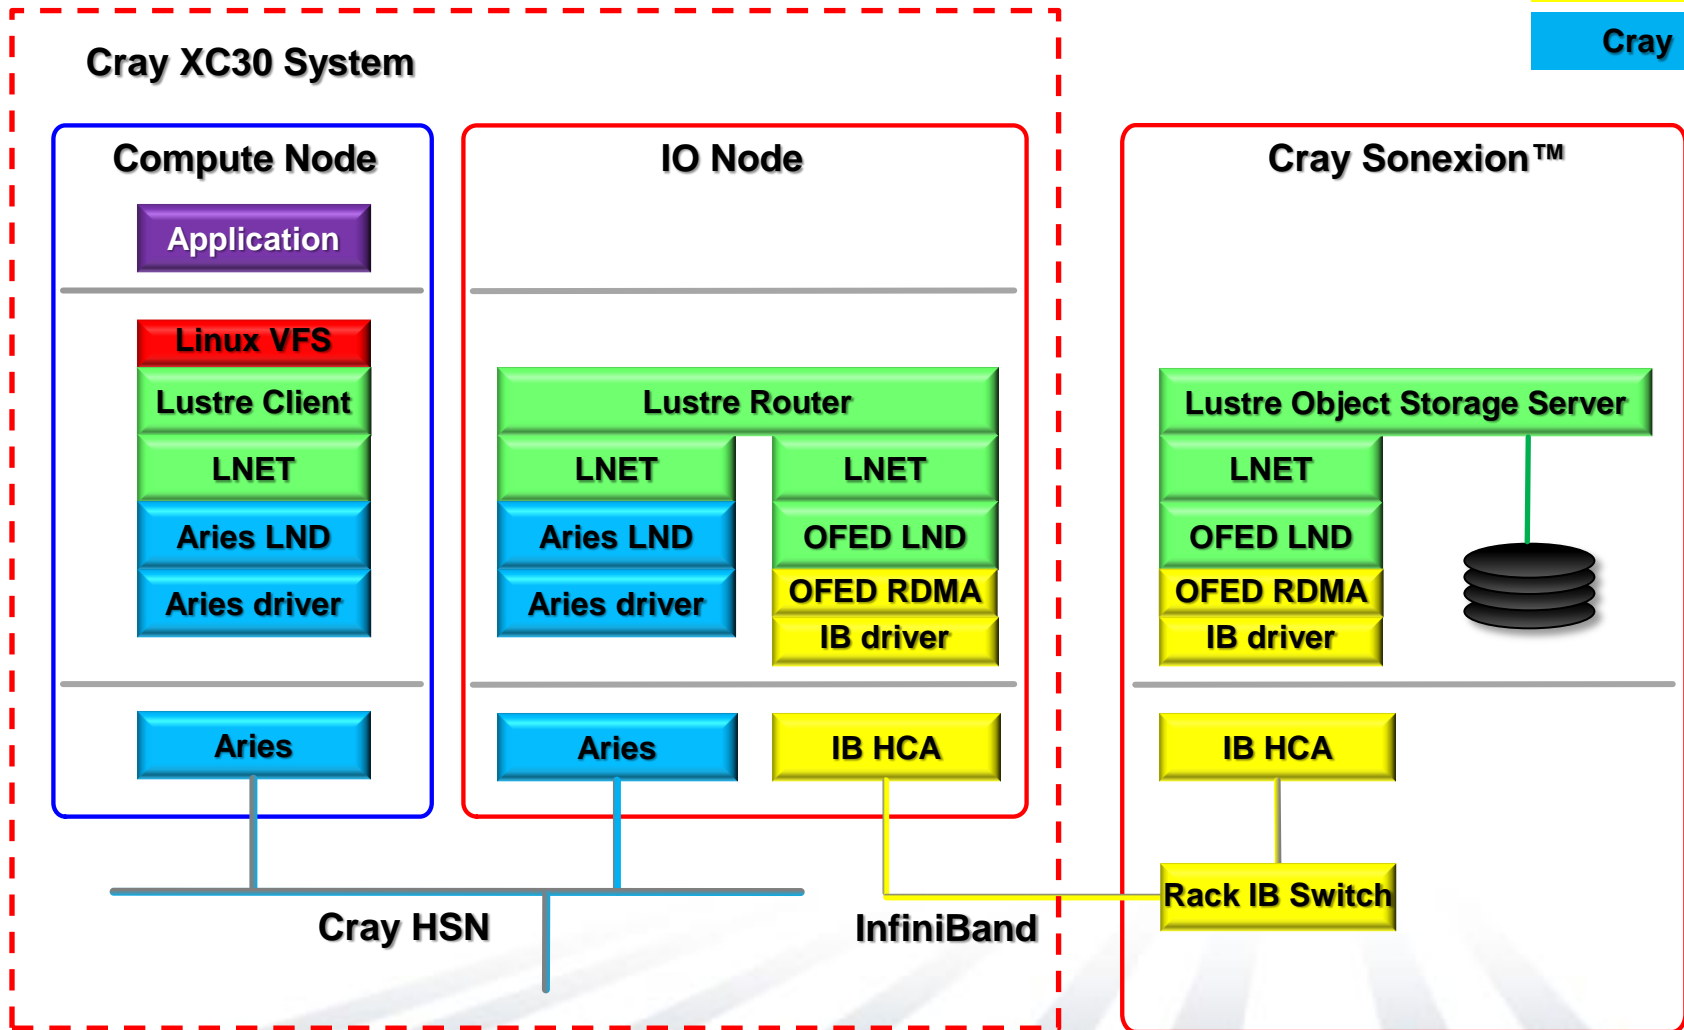 Cray
Cray XC30 System
Compute Node
Application
Linux VFS
Lustre Client
LNET
Aries LND
Aries driver
Aries
IO Node
Lustre Router
LNET
Aries LND
Aries driver
Aries
LNET
OFED LND
OFED RDMA
IB driver
IB HCA
Cray HSN
InfiniBand
Cray Sonexion™
Lustre Object Storage Server
LNET
OFED LND
OFED RDMA
IB driver
IB HCA
Rack IB Switch